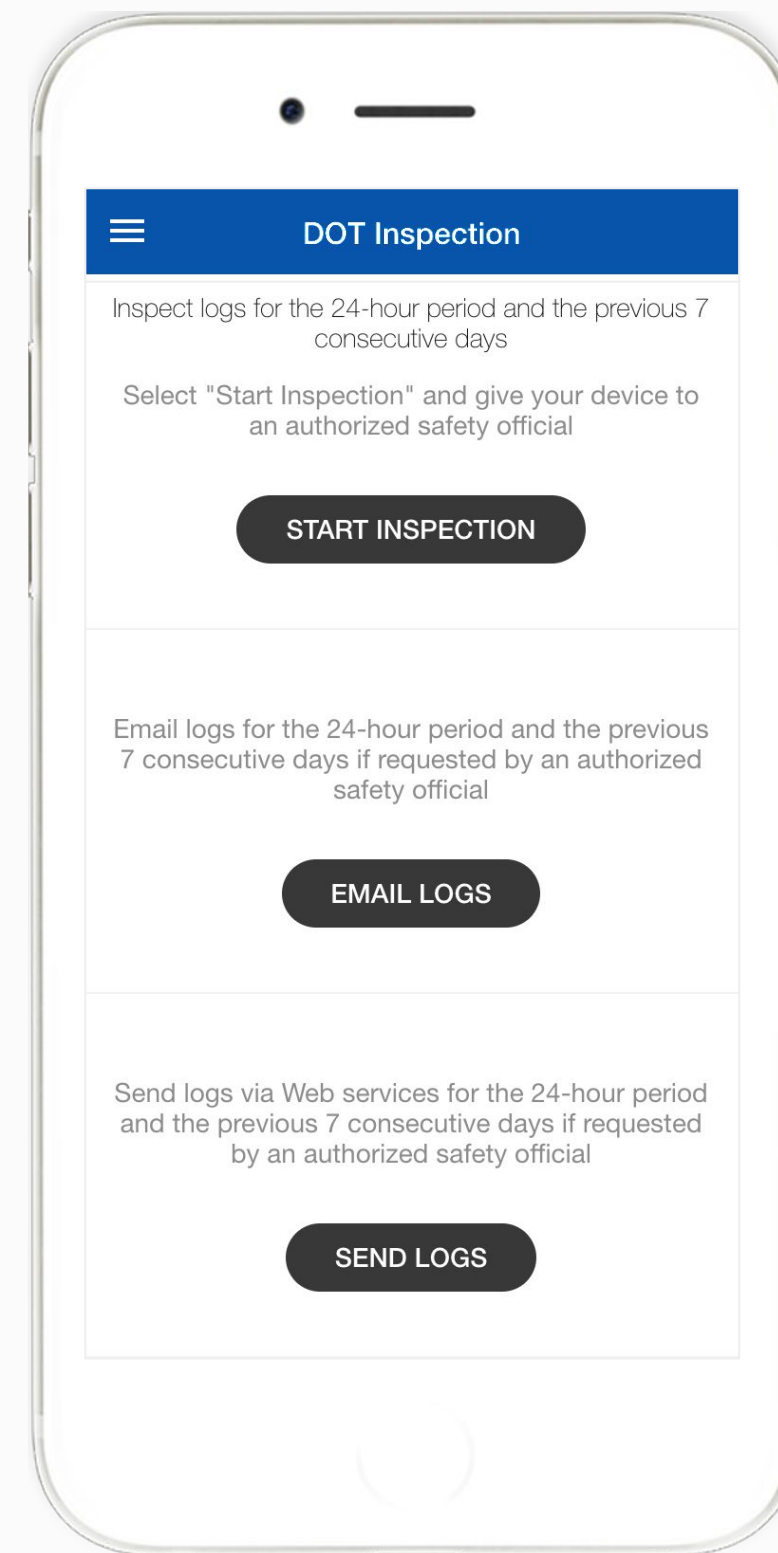 DOT Inspection
Inspect logs for the 24-hour period and the previous 7
consecutive days
Select "Start Inspection" and give your device to
an authorized safety official
START INSPECTION
Email logs for the 24-hour period and the previous
7 consecutive days if requested by an authorized
safety official
EMAIL LOGS
Send logs via Web services for the 24-hour period
and the previous 7 consecutive days if requested
by an authorized safety official
SEND LOGS